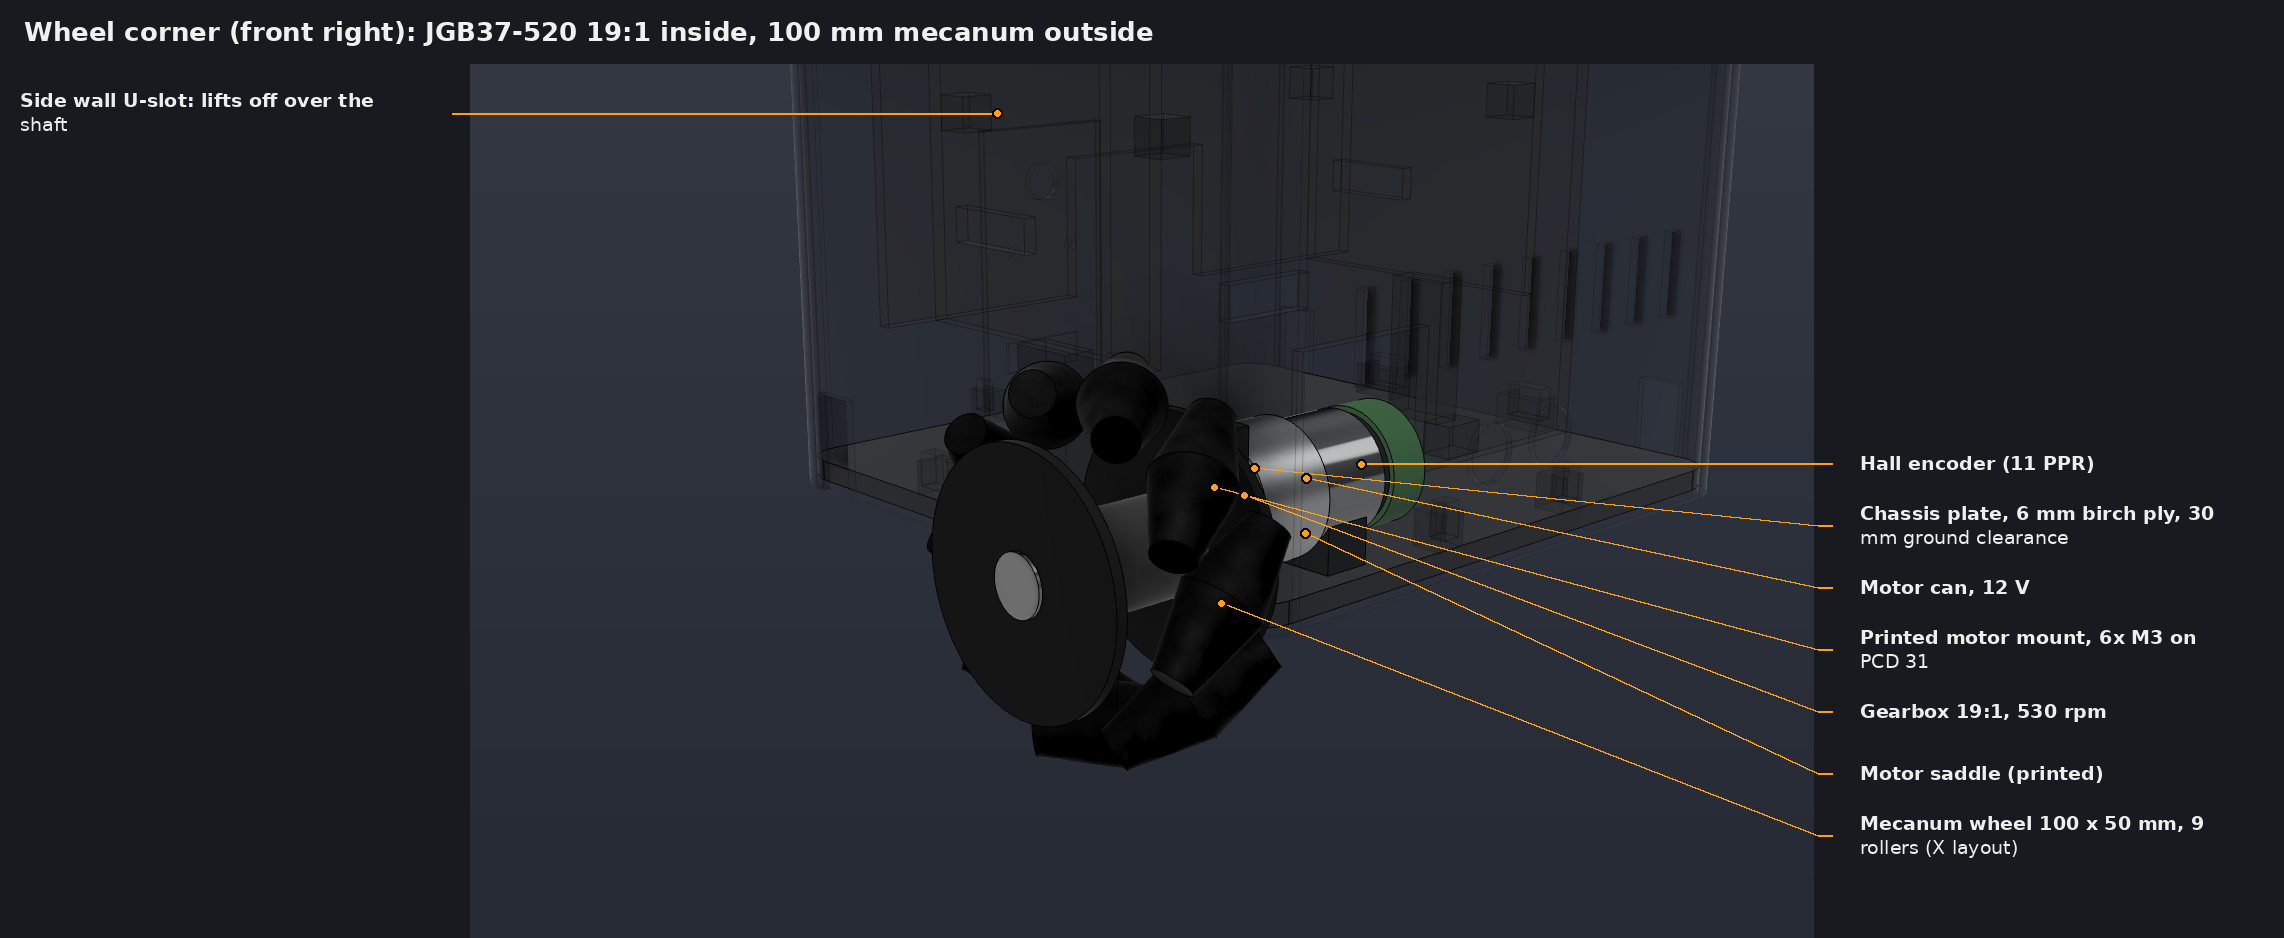 Wheel corner (front right): JGB37-520 19:1 inside, 100 mm mecanum outside
Side wall U-slot: lifts off over the
shaft
Hall encoder (11 PPR)
Chassis plate, 6 mm birch ply, 30
mm ground clearance
Motor can, 12 V
Printed motor mount, 6x M3 on
PCD 31
Gearbox 19:1, 530 rpm
Motor saddle (printed)
Mecanum wheel 100 x 50 mm, 9
rollers (X layout)